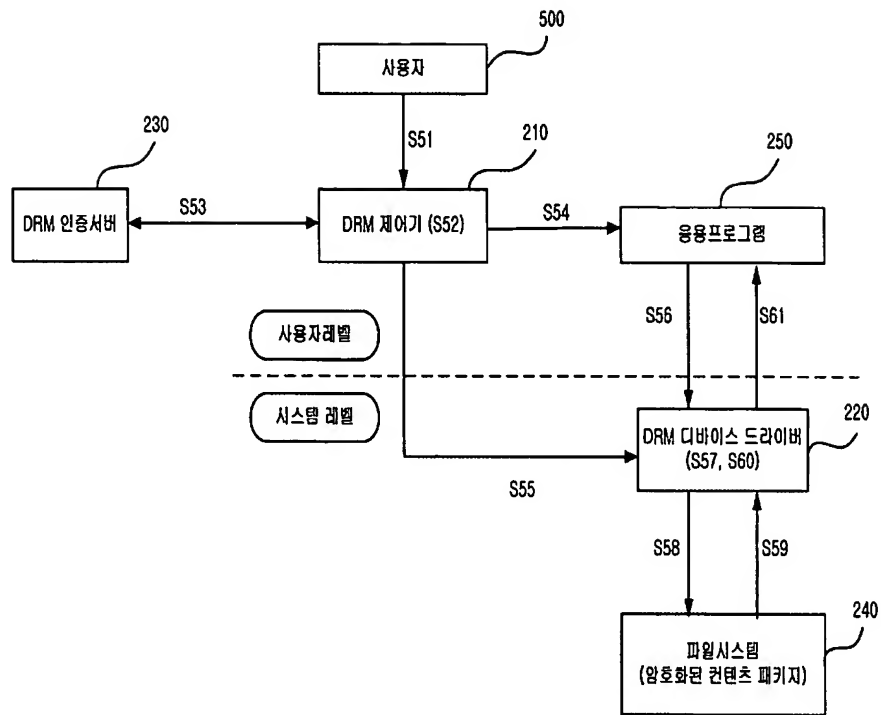 500
사용자
S51
230
210
250
DRM 인증서버
S53
DRM 제어기 (S52)
S54
응용프로그램
사용자레벨
S56
S61
시스템 레벨
DRM 디바이스 드라이버
(S57, S60)
220
S55
S58
S59
240
파일시스템
(암호화된 컨텐츠 패키지)